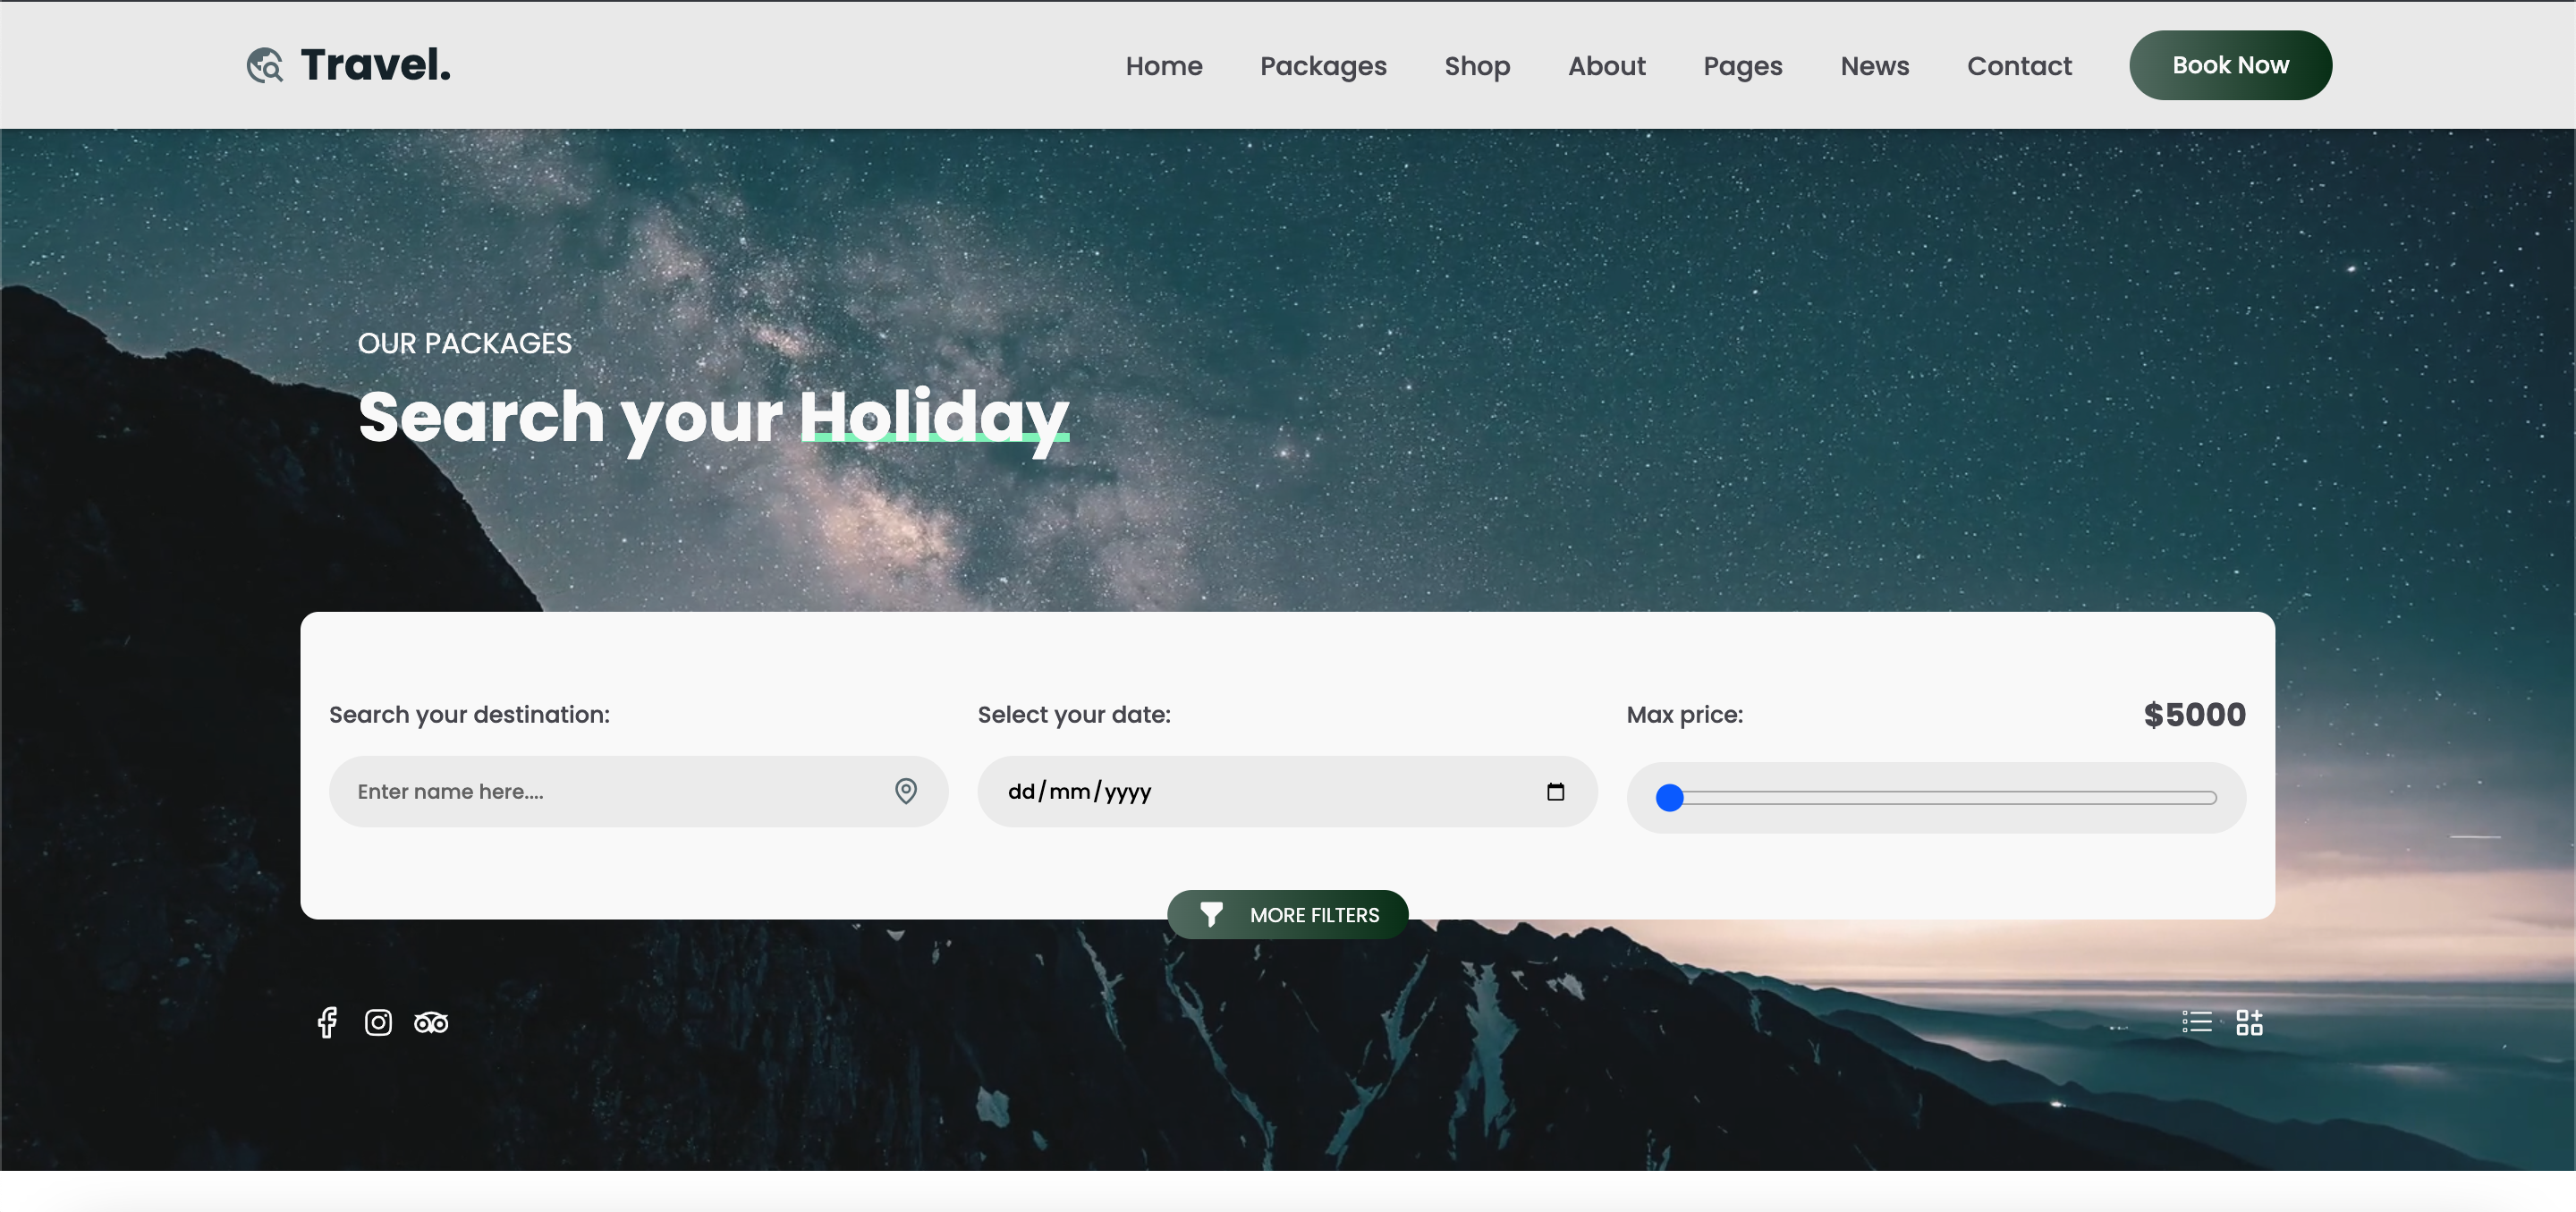 Travel.
Home Packages Shop About Pages News Contact Book Now
OUR PACKAGES
Search your Holiday
Search your destination: Select your date: Max price: $5000
Enter name here.... dd/mm/yyyy
MORE FILTERS